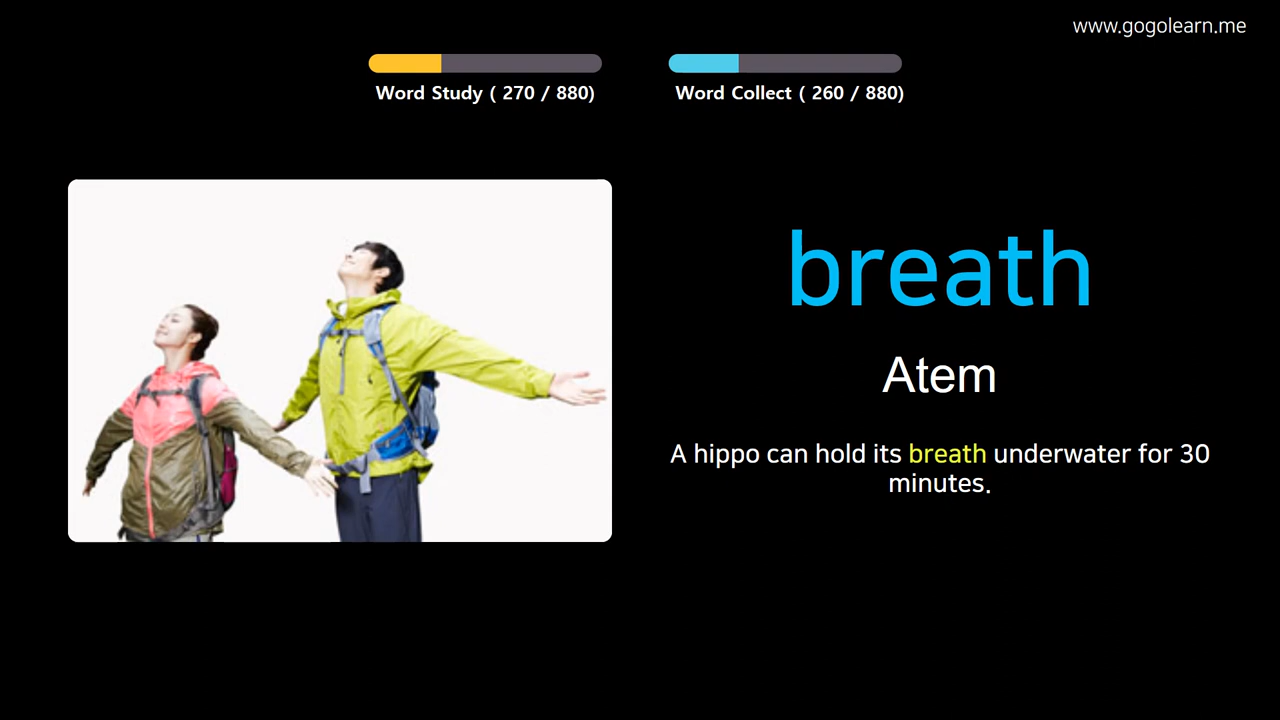 www.gogolearn.me
Word Study ( 270 / 880)
Word Collect ( 260 / 880)
breath
Atem
A hippo can hold its breath underwater for 30
minutes.